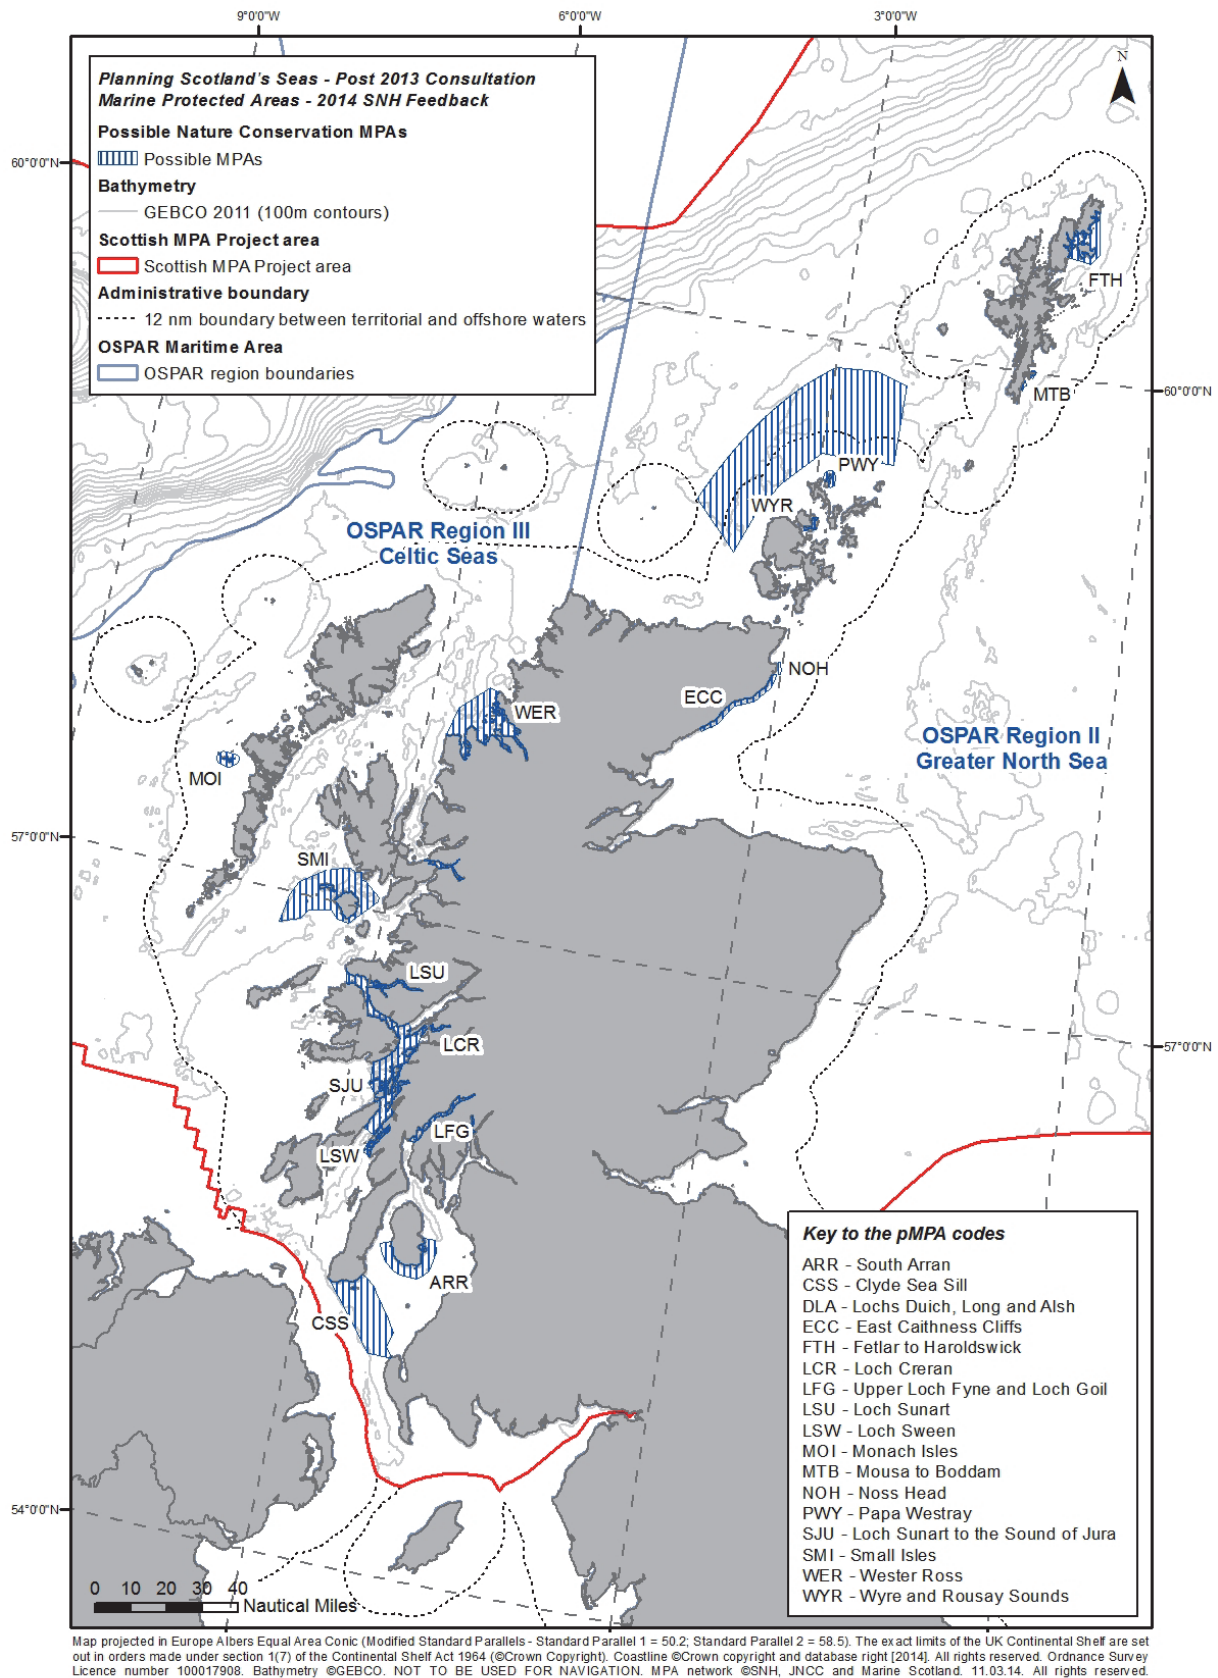 9°0'0"W
6°0'0"W
3°0'0"W
Planning Scotland's Seas - Post 2013 Consultation
Marine Protected Areas - 2014 SNH Feedback
Possible Nature Conservation MPAs
Possible MPAs
Bathymetry
GEBCO 2011 (100m contours)
Scottish MPA Project area
Scottish MPA Project area
Administrative boundary
12 nm boundary between territorial and offshore waters
OSPAR Maritime Area
OSPAR region boundaries
N
60°0'0"N
FTH
60°0'0"N
MTB
PWY
WYR
OSPAR Region III
Celtic Seas
NOH
ECC
WER
OSPAR Region II
Greater North Sea
MOI
57°0'0"N
SMI
LSU
LCR
57°0'0"N
SJU
LFG
LSW
ARR
CSS
Key to the pMPA codes
ARR - South Arran
CSS - Clyde Sea Sill
DLA - Lochs Duich, Long and Alsh
ECC - East Caithness Cliffs
FTH - Fetlar to Haroldswick
LCR - Loch Creran
LFG - Upper Loch Fyne and Loch Goil
LSU - Loch Sunart
LSW - Loch Sween
MOI - Monach Isles
MTB - Mousa to Boddam
NOH - Noss Head
PWY - Papa Westray
SJU - Loch Sunart to the Sound of Jura
SMI - Small Isles
WER - Wester Ross
WYR - Wyre and Rousay Sounds
54°0'0"N
0 10 20 30 40
Nautical Miles
Map projected in Europe Albers Equal Area Conic (Modified Standard Parallels - Standard Parallel 1 = 50.2; Standard Parallel 2 = 58.5). The exact limits of the UK Continental Shelf are set
out in orders made under section 1(7) of the Continental Shelf Act 1964 (©Crown Copyright). Coastline ©Crown copyright and database right [2014]. All rights reserved. Ordnance Survey
Licence number 100017908. Bathymetry ©GEBCO. NOT TO BE USED FOR NAVIGATION. MPA network ©SNH, JNCC and Marine Scotland. 11.03.14. All rights reserved.